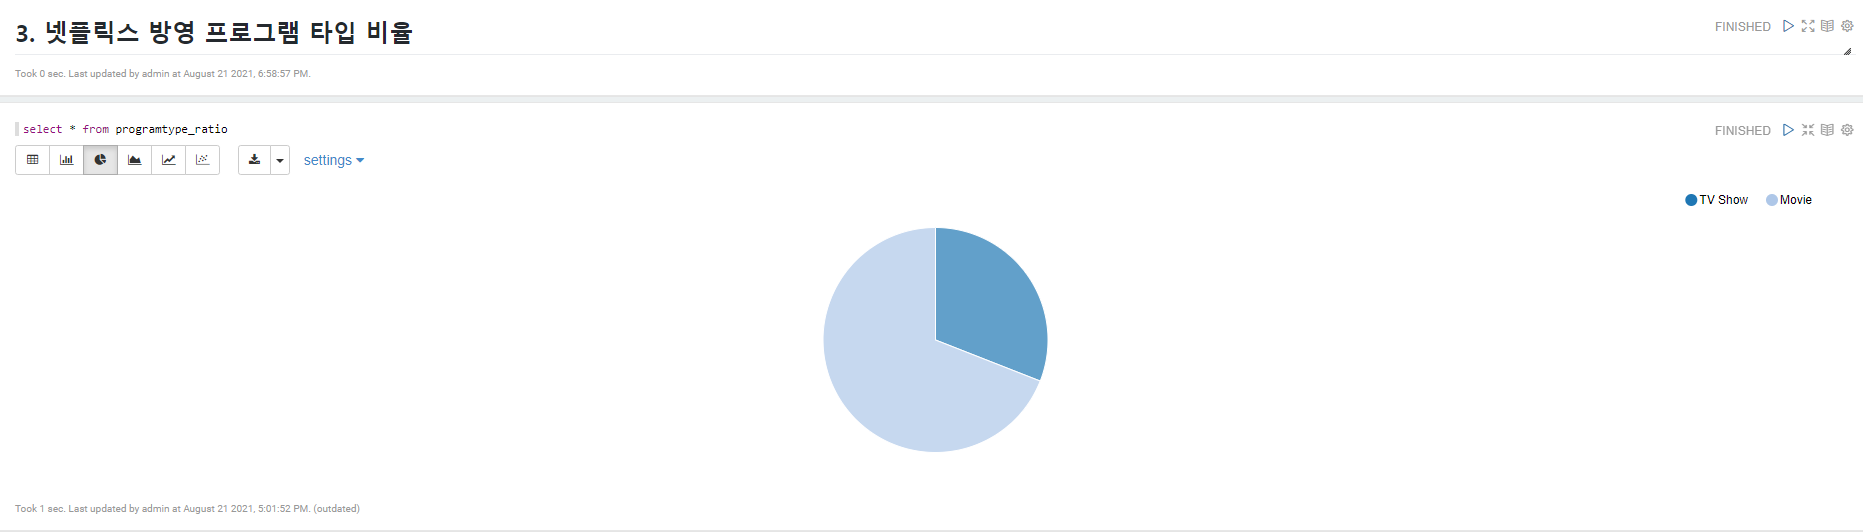 3. 넷플릭스 방영 프로그램 타입 비율
FINISHED
Took 0 sec. Last updated by admin at August 21 2021, 6:58:57 PM.
select * from programtype_ratio
FINISHED
settings
TV Show
Movie
Took 1 sec. Last updated by admin at August 21 2021, 5:01:52 PM. (outdated)